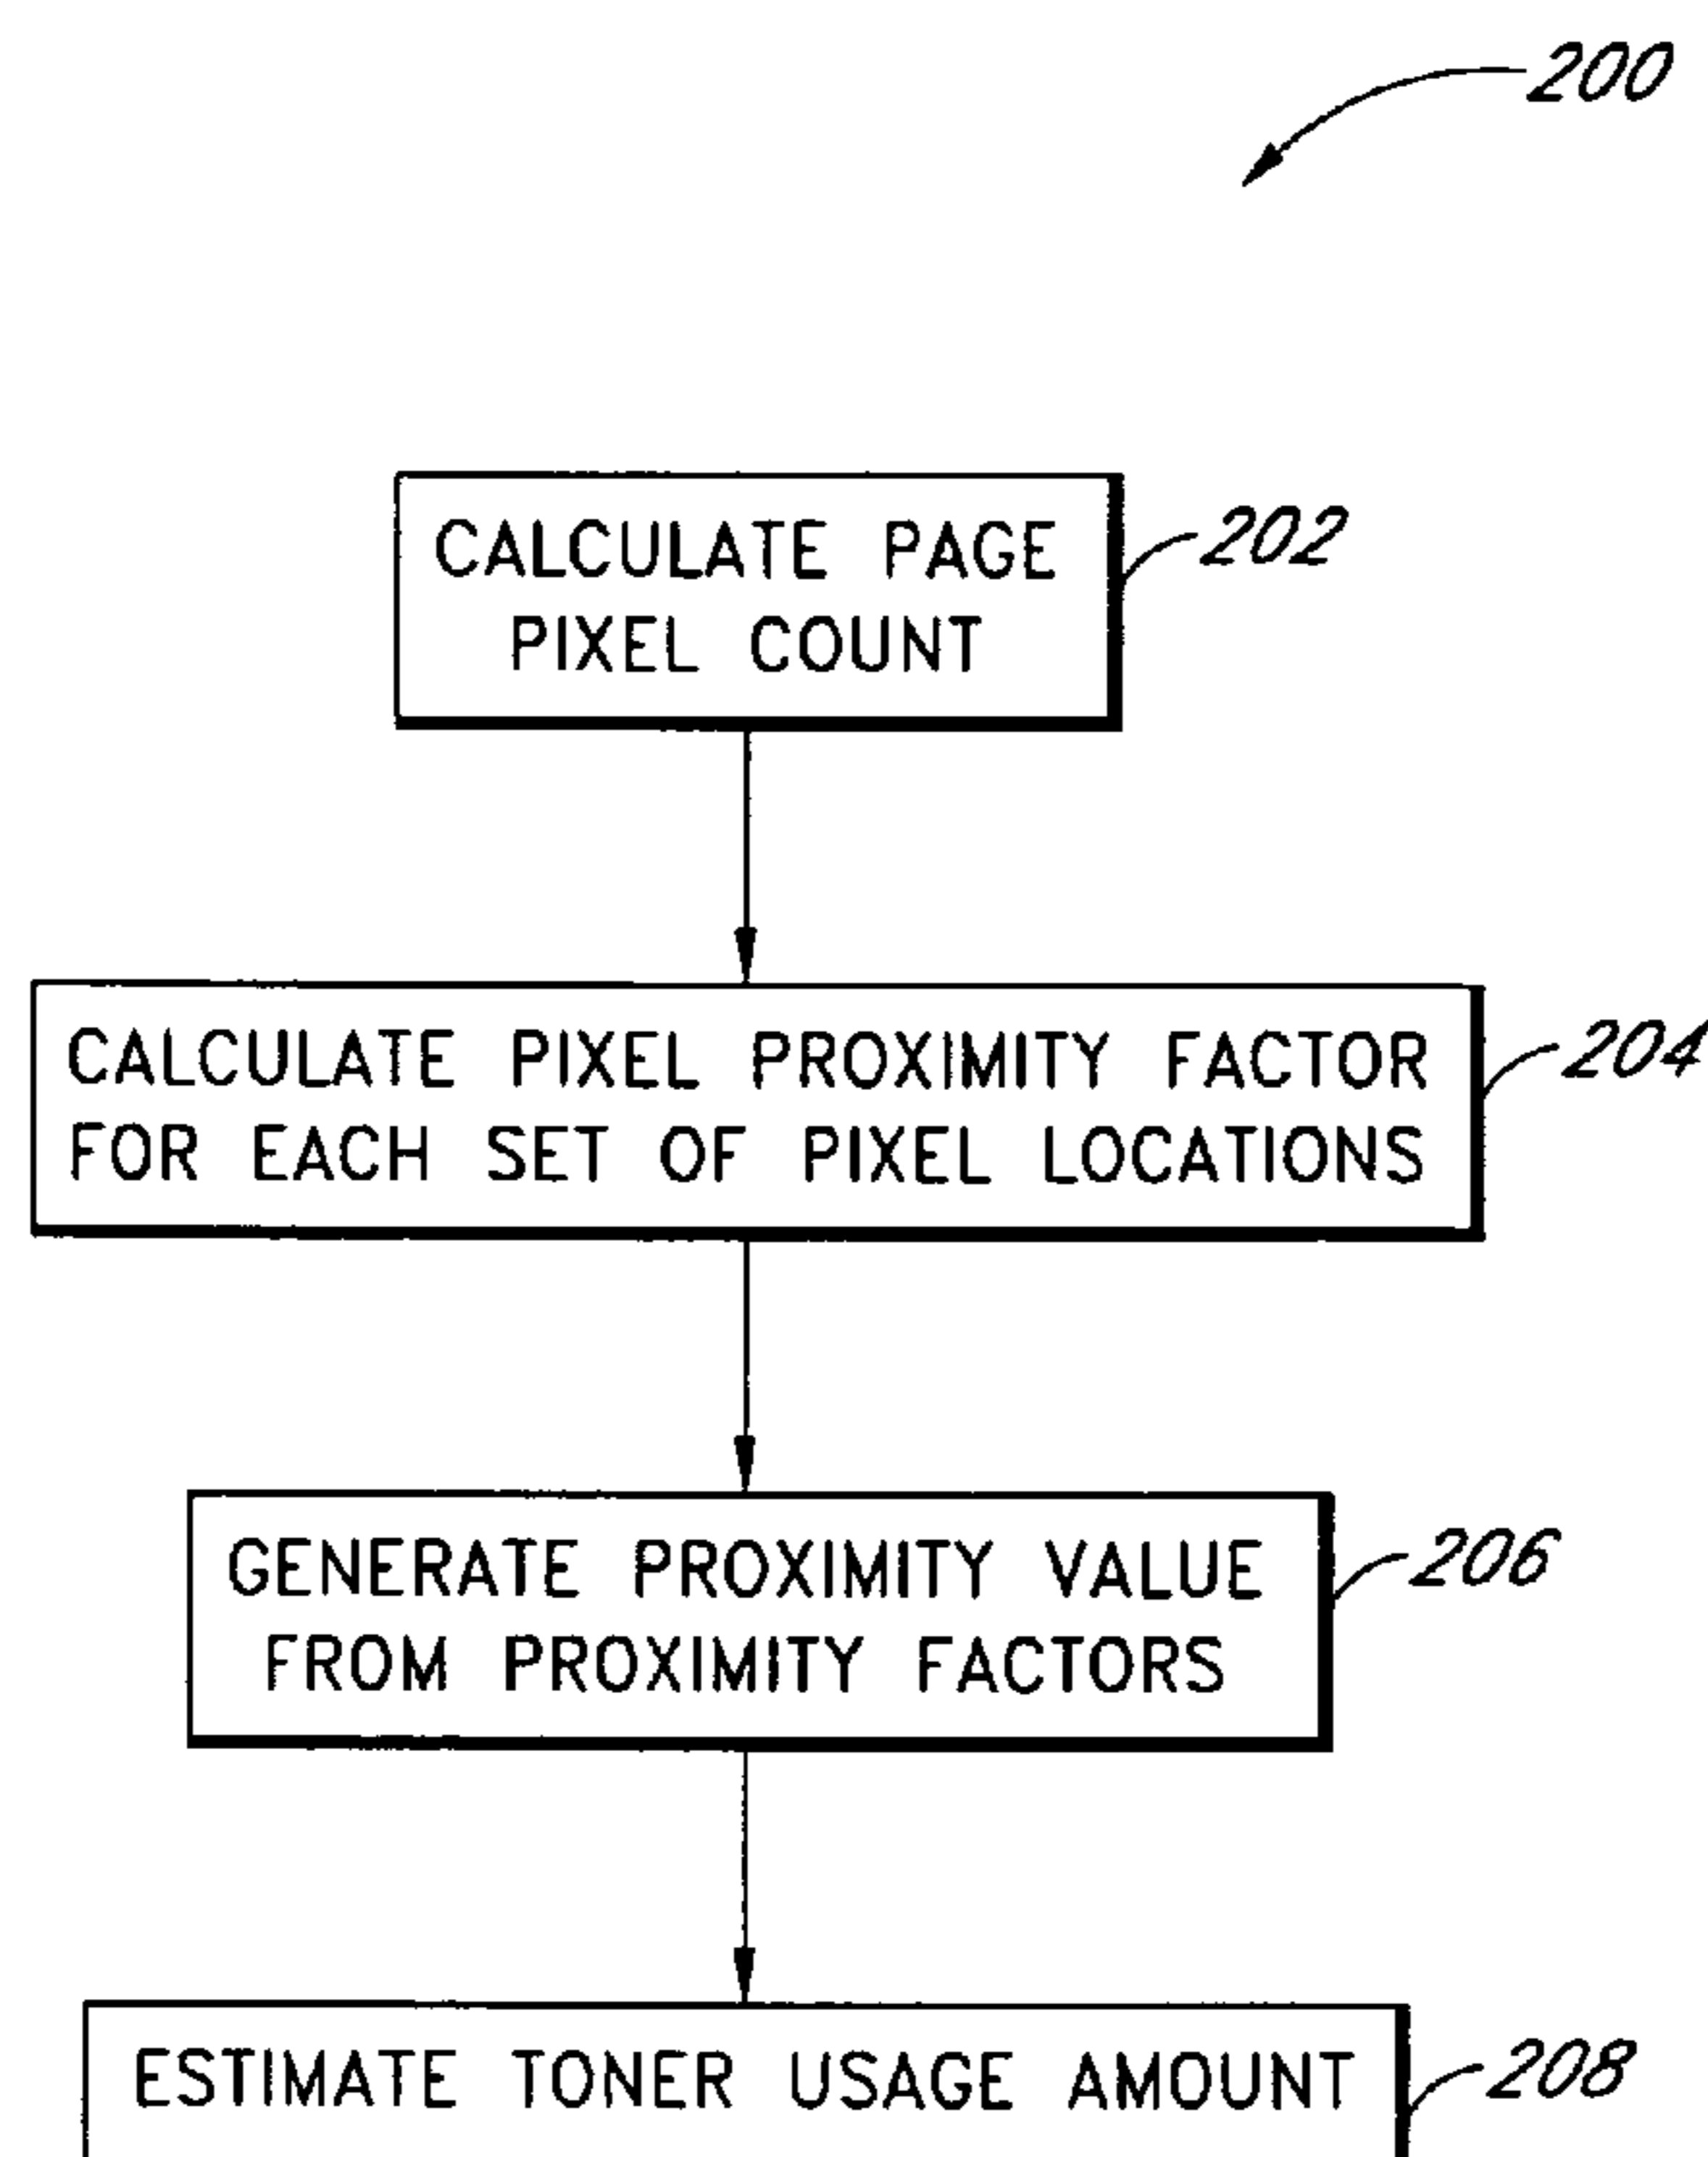 200
CALCULATE PAGE
PIXEL COUNT
202
CALCULATE PIXEL PROXIMITY FACTOR
FOR EACH SET OF PIXEL LOCATIONS
204
GENERATE PROXIMITY VALUE
FROM PROXIMITY FACTORS
206
ESTIMATE TONER USAGE AMOUNT
208